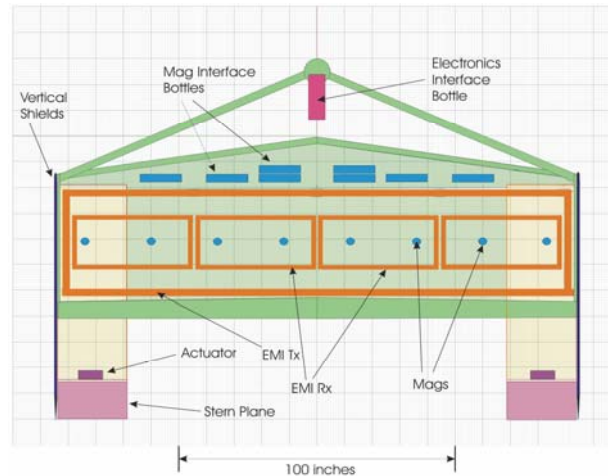 Electronics
Interface
Bottle
Mag Interface
Bottles
Vertical
Shields
Actuator
EMI Tx
EMI Rx
Mags
Stern Plane
100 inches